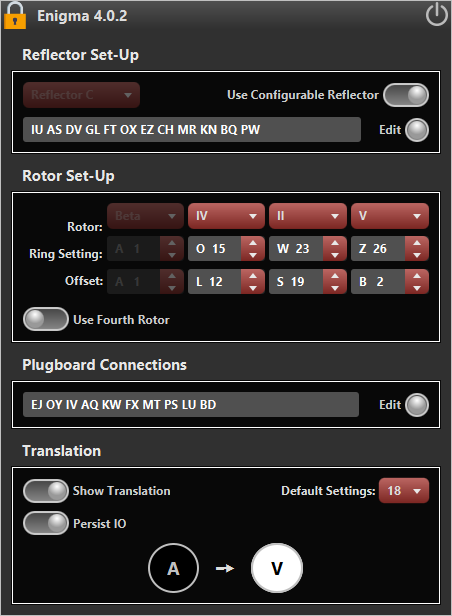 Enigma 4.0.2
Reflector Set-Up
Reflector C
Use Configurable Reflector
IU AS DV GL FT OX EZ CH MR KN BQ PW
Edit
Rotor Set-Up
Rotor: Beta IV II V
Ring Setting: A 1 O 15 W 23 Z 26
Offset: A 1 L 12 S 19 B 2
Use Fourth Rotor
Plugboard Connections
EJ OY IV AQ KW FX MT PS LU BD
Edit
Translation
Show Translation
Default Settings: 18
Persist IO
A V